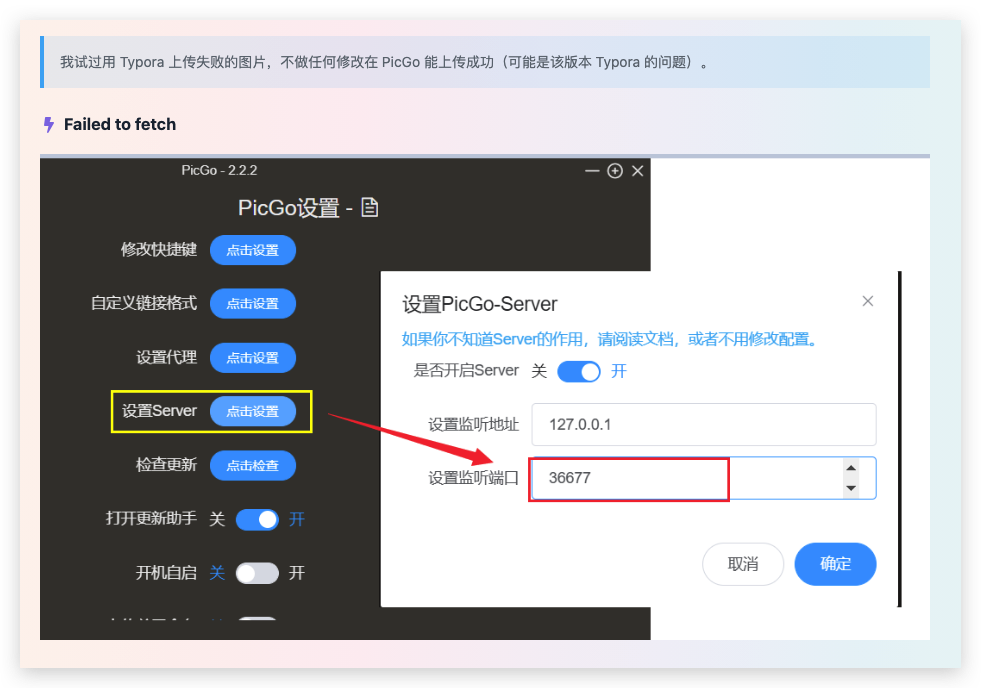 我试过用 Typora 上传失败的图片，不做任何修改在 PicGo 能上传成功（可能是该版本 Typora 的问题）。
Failed to fetch
PicGo - 2.2.2
PicGo设置 -
修改快捷键 点击设置
自定义链接格式 点击设置
设置代理 点击设置
设置Server 点击设置
检查更新 点击检查
打开更新助手 关 开
开机自启 关 开
设置PicGo-Server
如果你不知道Server的作用，请阅读文档，或者不用修改配置。
是否开启Server 关 开
设置监听地址 127.0.0.1
设置监听端口 36677
取消 确定